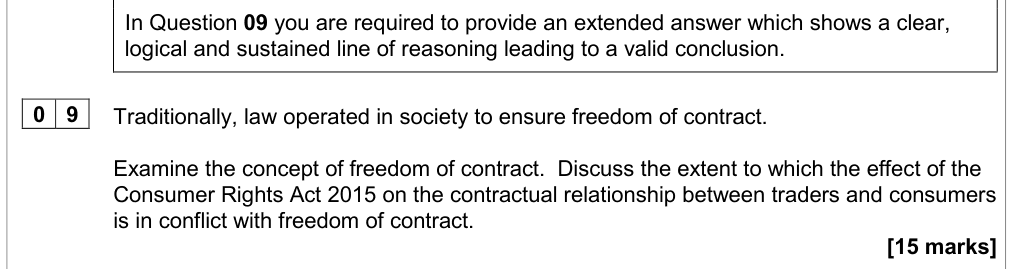 In Question 09 you are required to provide an extended answer which shows a clear,
logical and sustained line of reasoning leading to a valid conclusion.
0 9 Traditionally, law operated in society to ensure freedom of contract.
Examine the concept of freedom of contract. Discuss the extent to which the effect of the
Consumer Rights Act 2015 on the contractual relationship between traders and consumers
is in conflict with freedom of contract.
[15 marks]